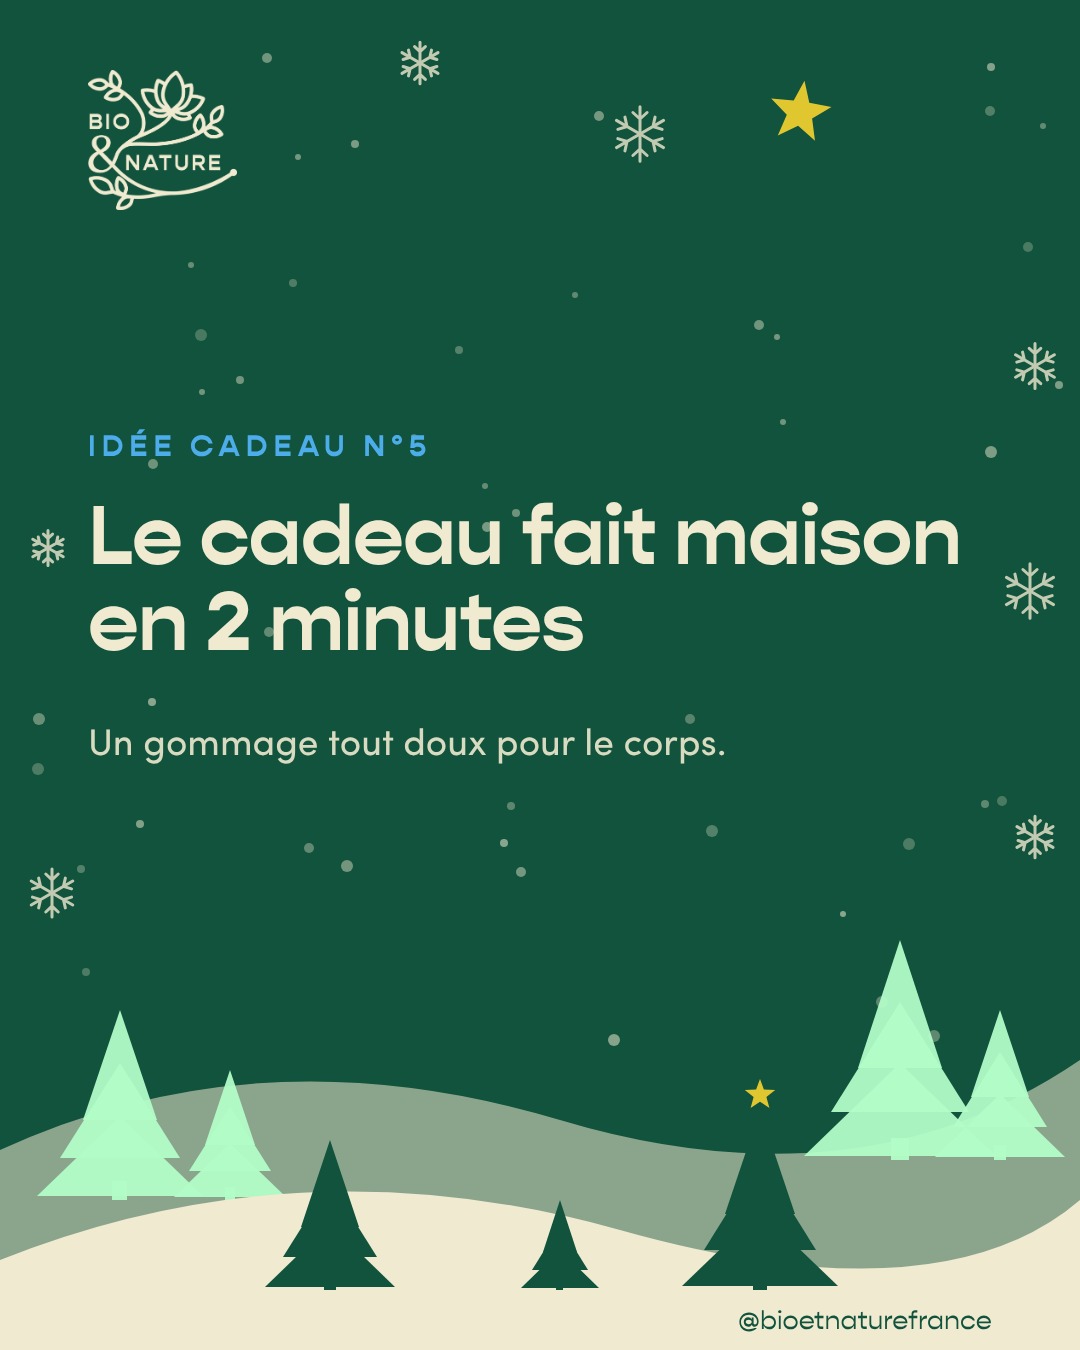 BIO
& NATURE
IDÉE CADEAU N°5
Le cadeau fait maison
en 2 minutes
Un gommage tout doux pour le corps.
@bioetnaturefrance